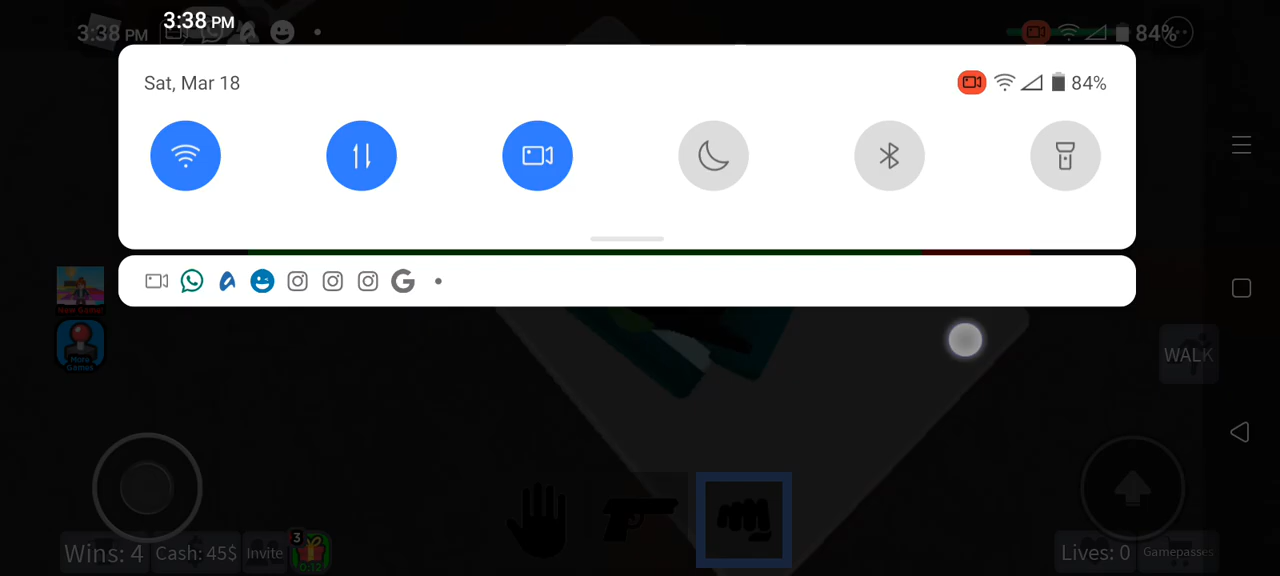 3:38 PM
3:38 PM
84%
Sat, Mar 18
84%
New Game
More
Games
WALK
Wins: 4
Cash: 45$
Invite
3
0:12
Lives: 0
Gamepasses